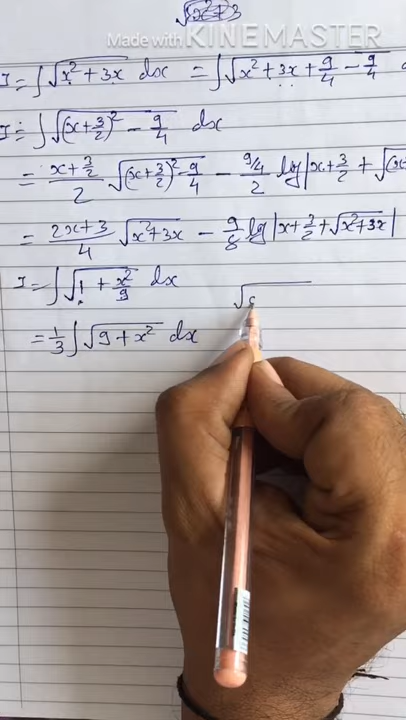 √x²+3
Made with KINEMASTER
I = ∫√x² + 3x dx = ∫√x² + 3x + 9/4 - 9/4
I = ∫√(x + 3/2)² - 9/4 dx
= x + 3/2 / 2 √(x + 3/2)² - 9/4 - 9/4 / 2 log|x + 3/2 + √(x
= 2x + 3 / 4 √x² + 3x - 9/8 log|x + 3/2 + √x² + 3x|
I = ∫√1 + x²/9 dx
= 1/3 ∫√9 + x² dx